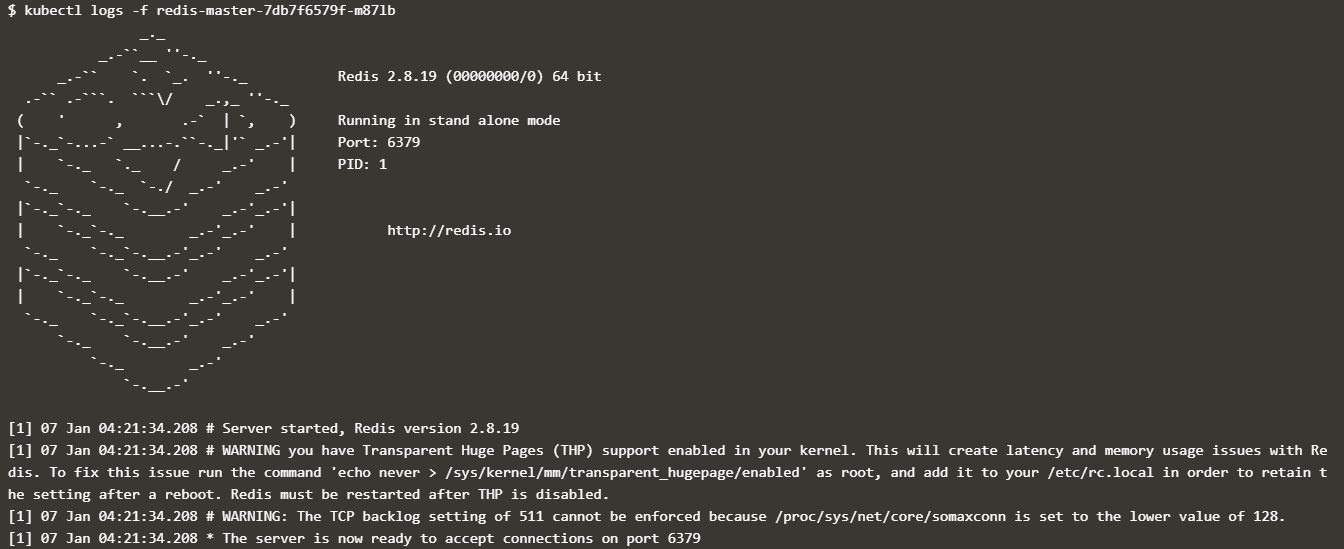 $ kubectl logs -f redis-master-7db7f6579f-m87lb
Redis 2.8.19 (00000000/0) 64 bit
Running in stand alone mode
Port: 6379
PID: 1
http://redis.io
[1] 07 Jan 04:21:34.208 # Server started, Redis version 2.8.19
[1] 07 Jan 04:21:34.208 # WARNING you have Transparent Huge Pages (THP) support enabled in your kernel. This will create latency and memory usage issues with Re
dis. To fix this issue run the command 'echo never > /sys/kernel/mm/transparent_hugepage/enabled' as root, and add it to your /etc/rc.local in order to retain t
he setting after a reboot. Redis must be restarted after THP is disabled.
[1] 07 Jan 04:21:34.208 # WARNING: The TCP backlog setting of 511 cannot be enforced because /proc/sys/net/core/somaxconn is set to the lower value of 128.
[1] 07 Jan 04:21:34.208 * The server is now ready to accept connections on port 6379